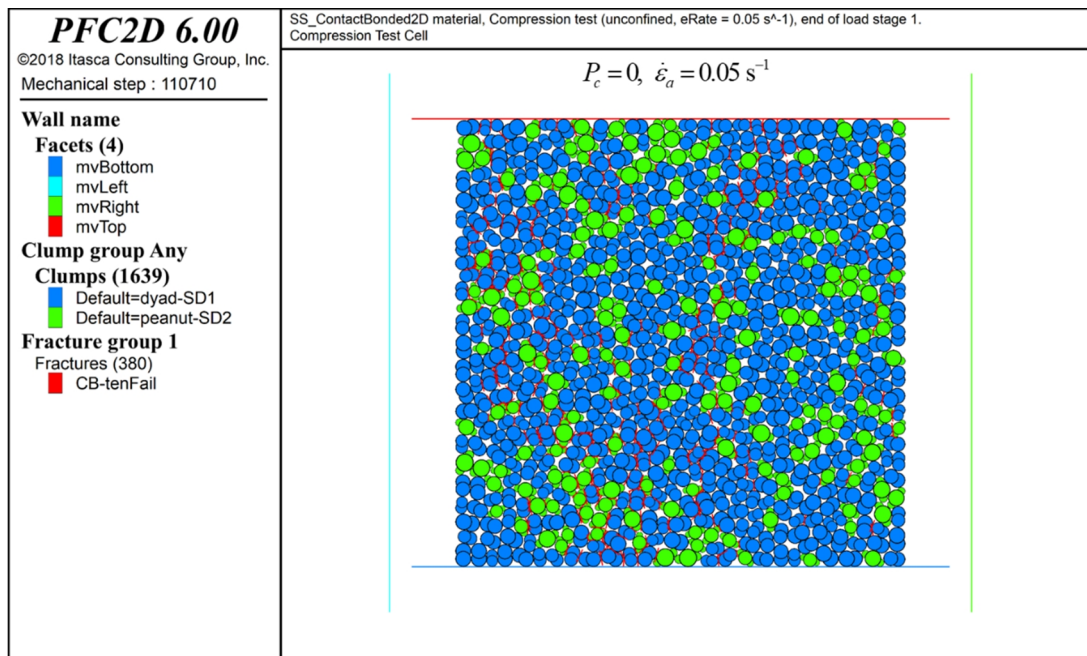 PFC2D 6.00
©2018 Itasca Consulting Group, Inc.
Mechanical step : 110710
Wall name
Facets (4)
mvBottom
mvLeft
mvRight
mvTop
Clump group Any
Clumps (1639)
Default=dyad-SD1
Default=peanut-SD2
Fracture group 1
Fractures (380)
CB-tenFail
SS_ContactBonded2D material, Compression test (unconfined, eRate = 0.05 s^-1), end of load stage 1.
Compression Test Cell
P_c = 0, ε̇_a = 0.05 s⁻¹